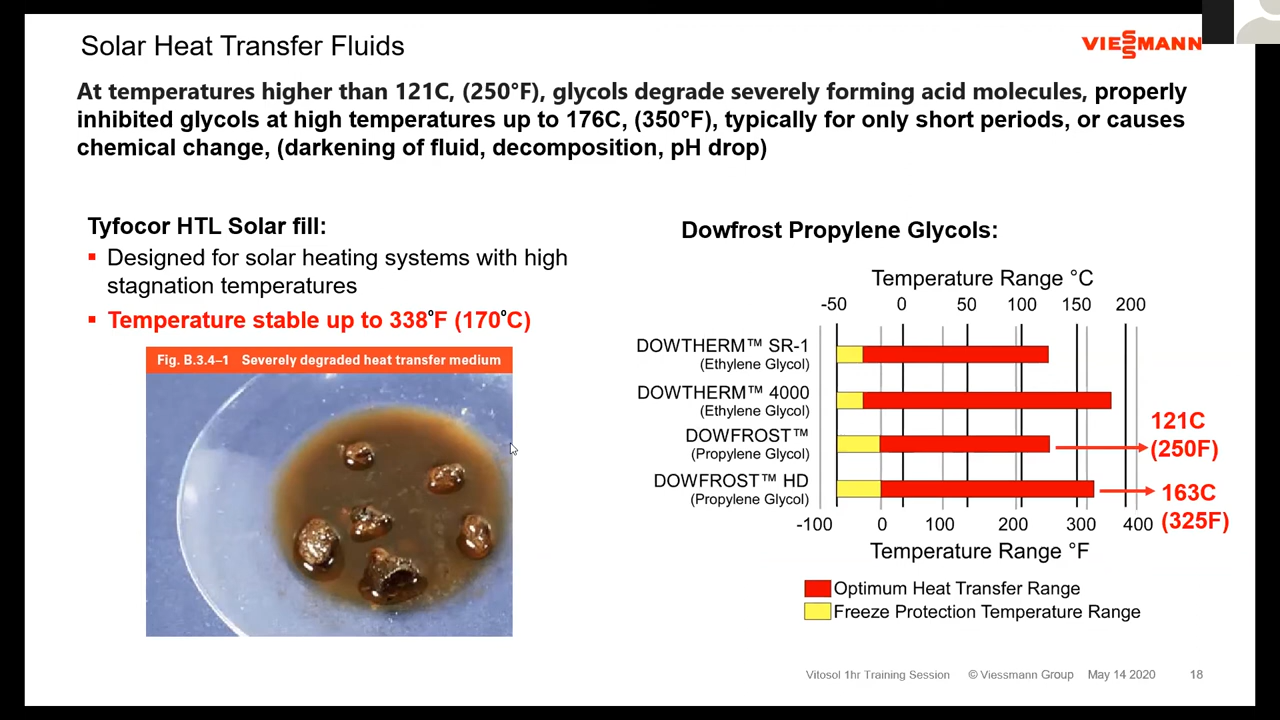 Solar Heat Transfer Fluids
VIESSMANN
At temperatures higher than 121C, (250°F), glycols degrade severely forming acid molecules, properly
inhibited glycols at high temperatures up to 176C, (350°F), typically for only short periods, or causes
chemical change, (darkening of fluid, decomposition, pH drop)
Tyfocor HTL Solar fill:
▪ Designed for solar heating systems with high
stagnation temperatures
▪ Temperature stable up to 338°F (170°C)
Fig. B.3.4–1 Severely degraded heat transfer medium
Dowfrost Propylene Glycols:
Temperature Range °C
-50 0 50 100 150 200
DOWTHERM™ SR-1
(Ethylene Glycol)
DOWTHERM™ 4000
(Ethylene Glycol)
DOWFROST™
(Propylene Glycol)
121C
(250F)
DOWFROST™ HD
(Propylene Glycol)
163C
(325F)
-100 0 100 200 300 400
Temperature Range °F
Optimum Heat Transfer Range
Freeze Protection Temperature Range
Vitosol 1hr Training Session © Viessmann Group May 14 2020 18